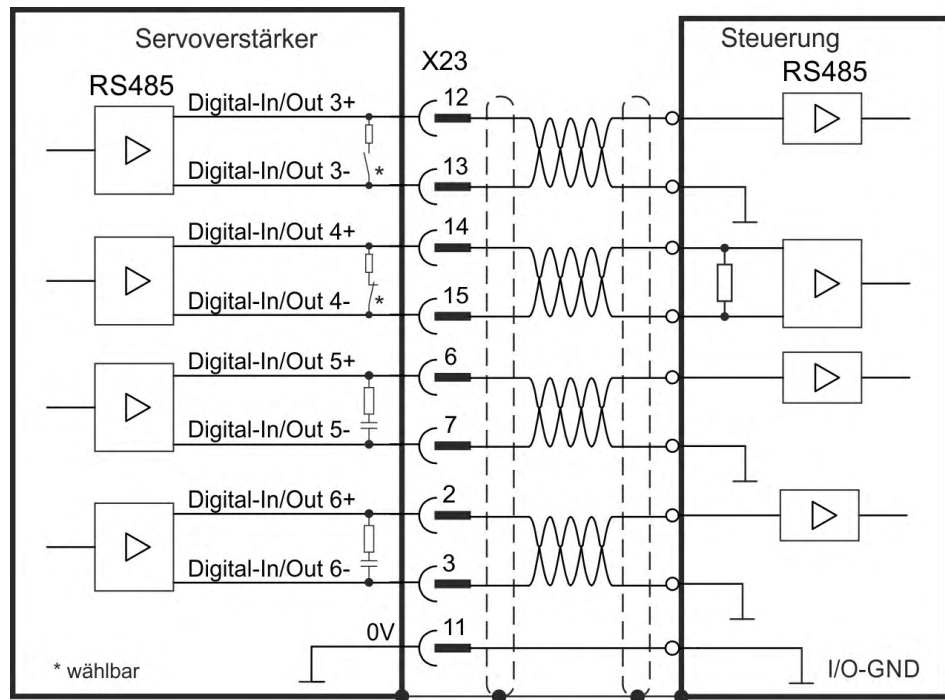 Servoverstärker
Steuerung
X23
RS485
RS485
Digital-In/Out 3+
12
Digital-In/Out 3-
*
13
Digital-In/Out 4+
14
Digital-In/Out 4-
*
15
Digital-In/Out 5+
6
Digital-In/Out 5-
7
Digital-In/Out 6+
2
Digital-In/Out 6-
3
0V
11
* wählbar
I/O-GND